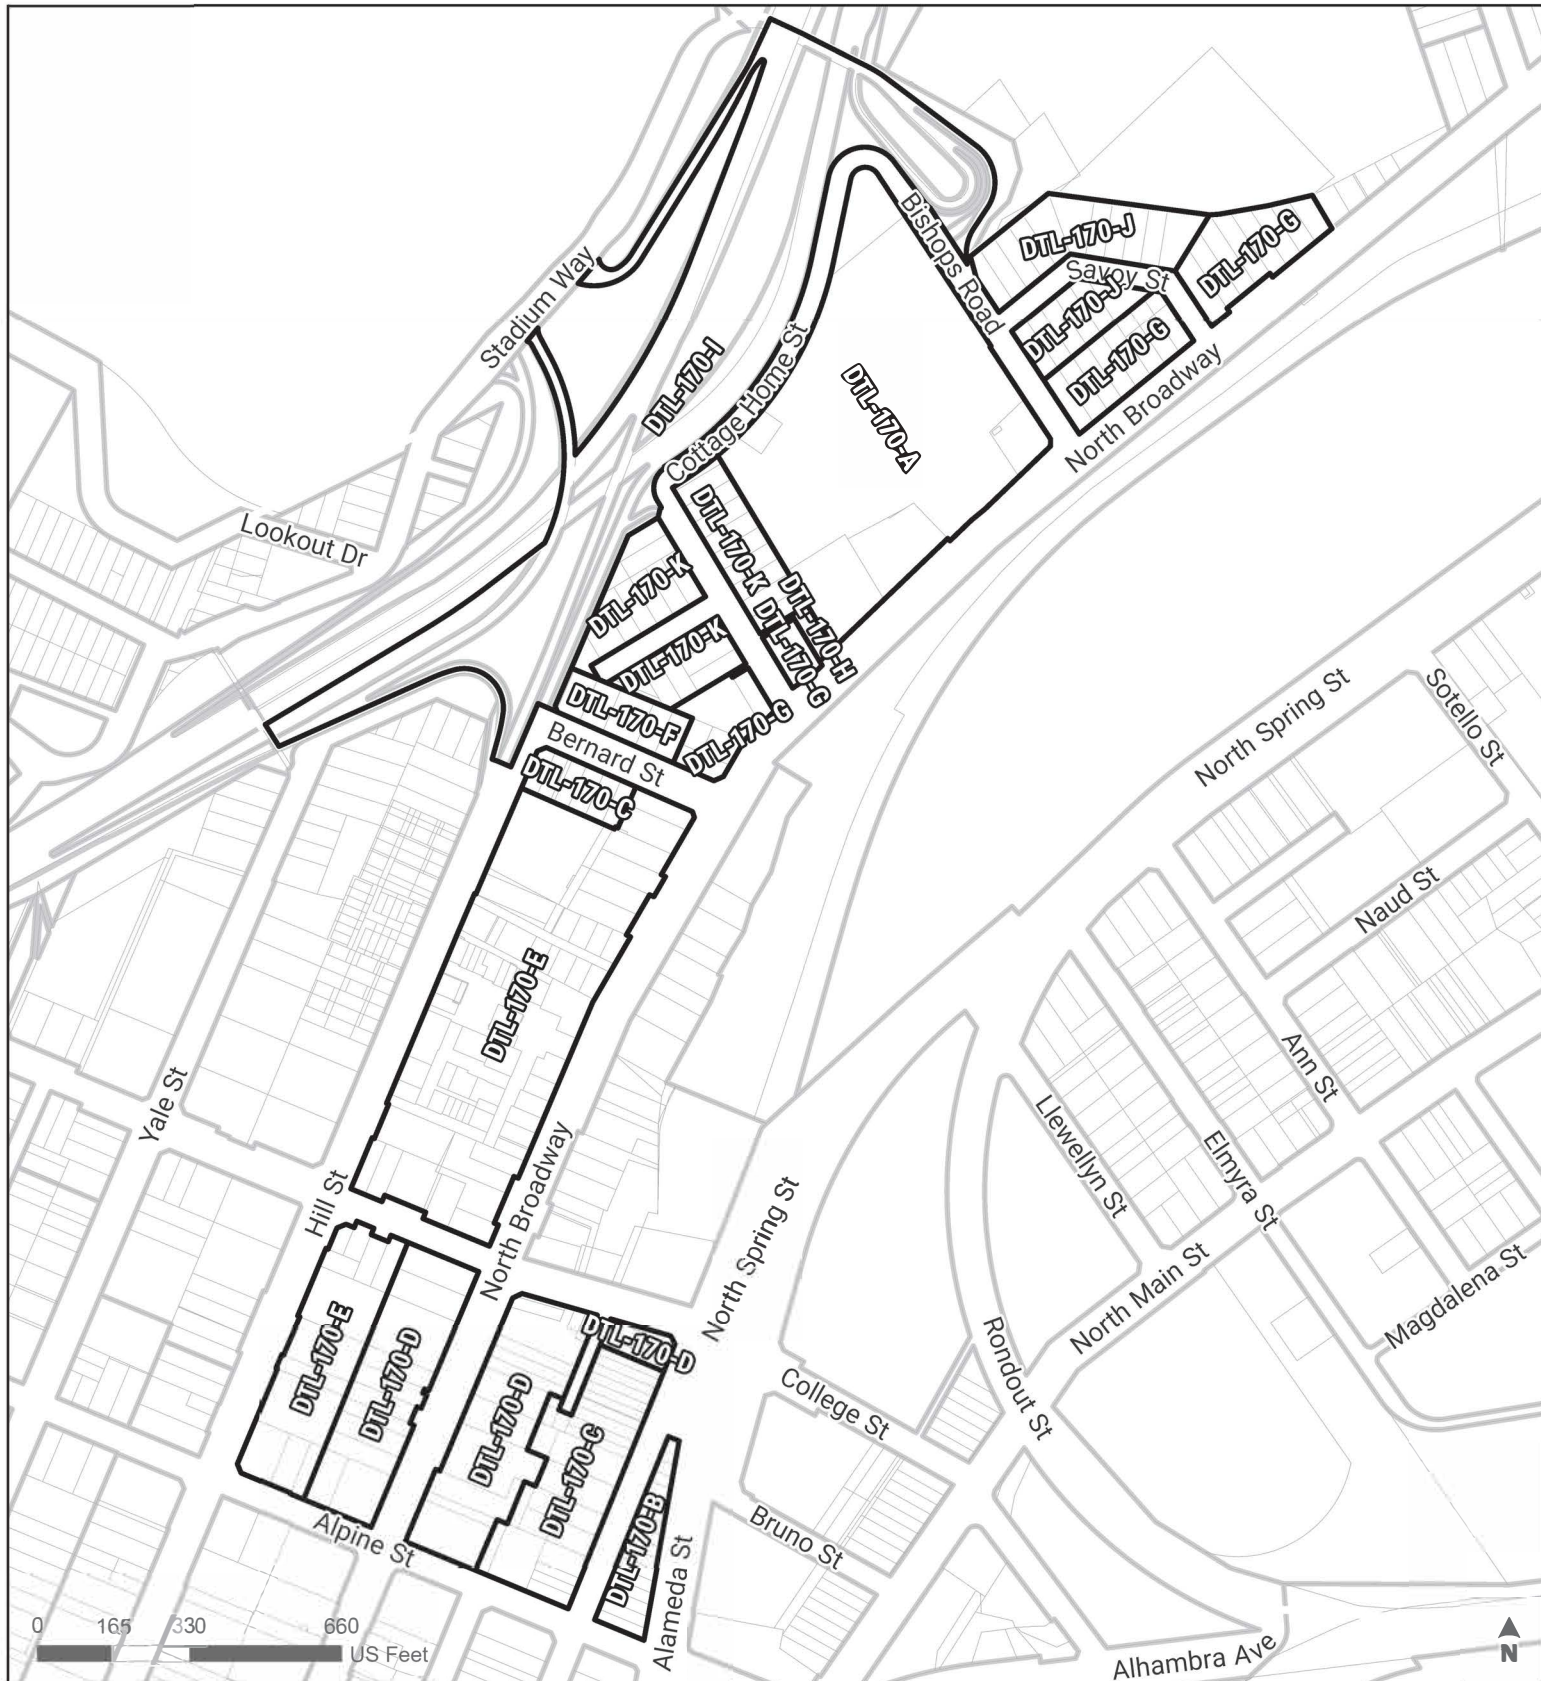 Bishops Road
DTL-170-J
DTL-170-G
Savoy St
DTL-170-J
DTL-170-G
North Broadway
Stadium Way
DTL-170-I
Cottage Home St
DTL-170-A
Lookout Dr
DTL-170-K
DTL-170-K
DTL-170-K
DTL-170-H
DTL-170-G
DTL-170-G
DTL-170-F
Bernard St
DTL-170-C
North Spring St
Sotello St
Naud St
DTL-170-E
Ann St
Yale St
Llewellyn St
Elmyra St
Hill St
North Broadway
North Spring St
North Main St
Magdalena St
DTL-170-E
DTL-170-D
DTL-170-D
DTL-170-D
DTL-170-C
College St
Rondout St
DTL-170-B
Bruno St
Alpine St
Alameda St
Alhambra Ave
0 165 330 660
US Feet
N